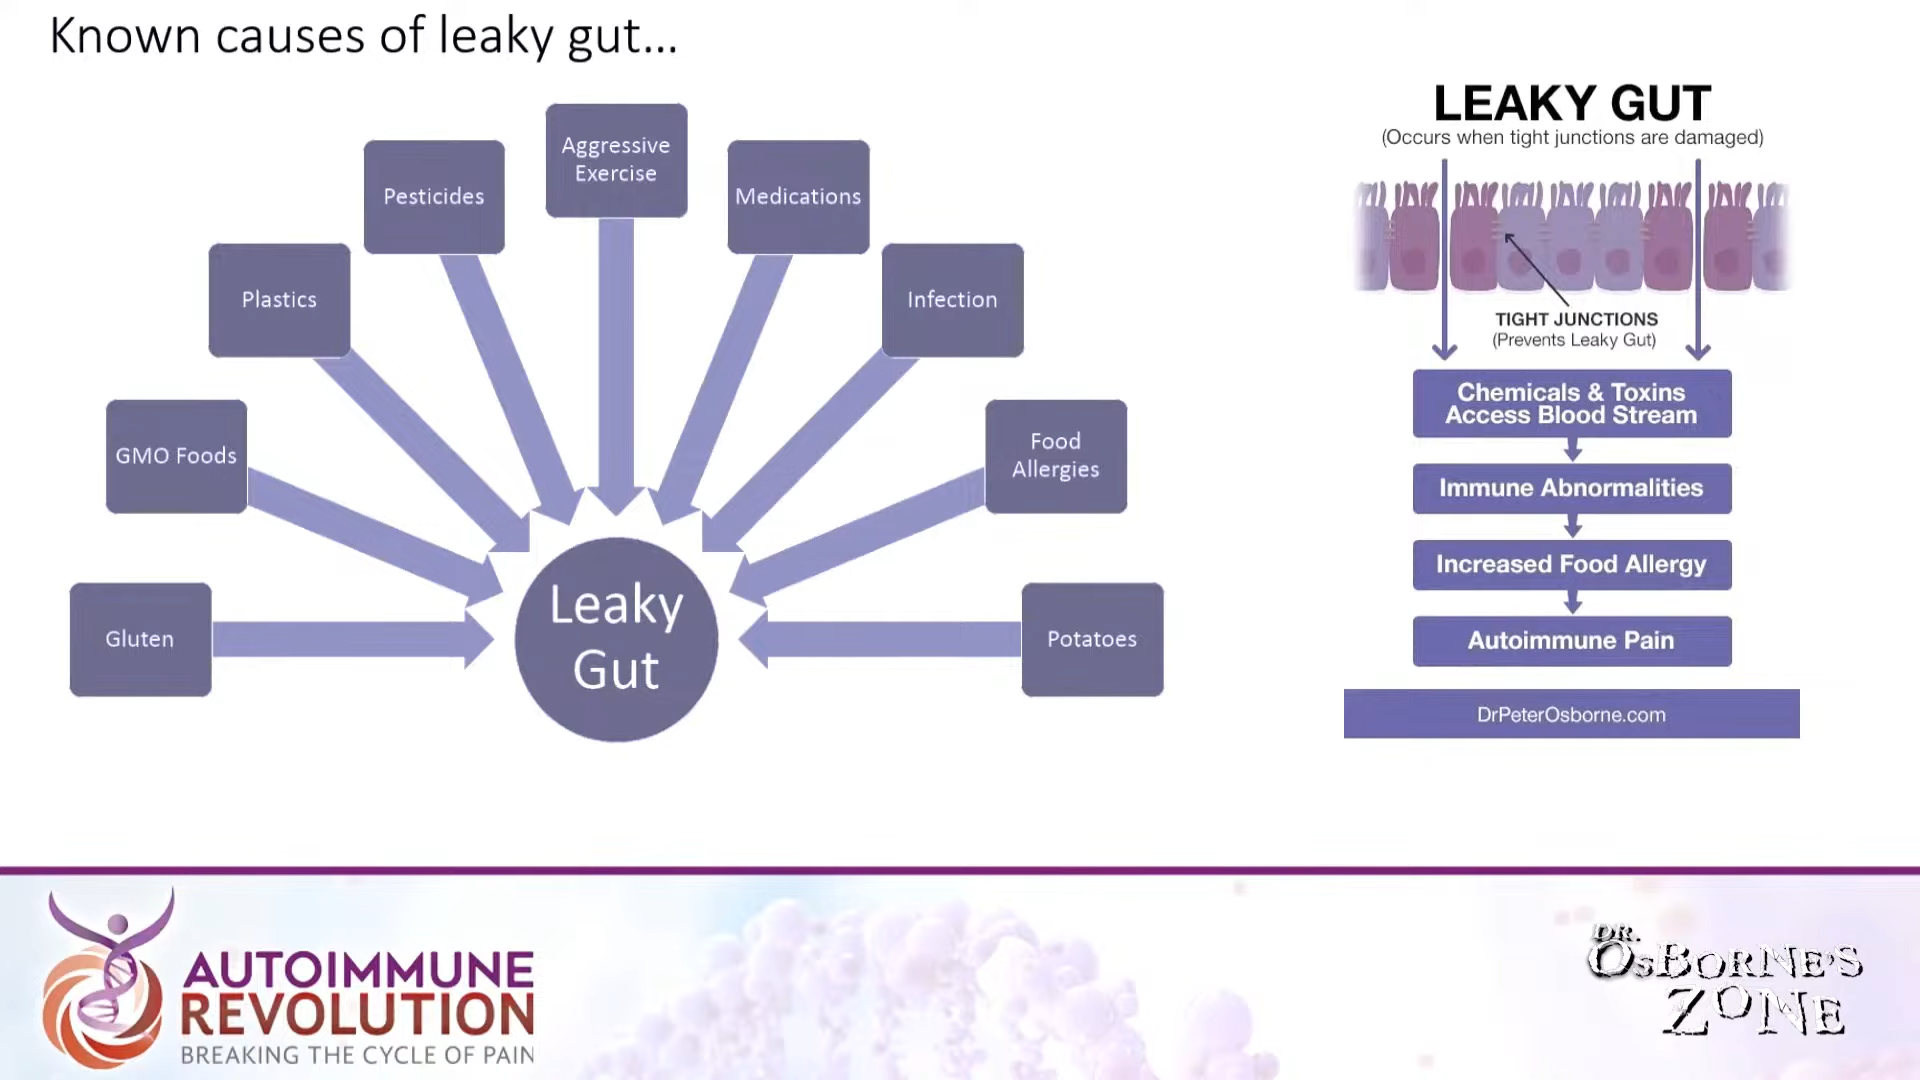 Known causes of leaky gut...
Aggressive
Exercise
Pesticides
Medications
Plastics
Infection
GMO Foods
Food
Allergies
Gluten
Potatoes
Leaky
Gut
LEAKY GUT
(Occurs when tight junctions are damaged)
TIGHT JUNCTIONS
(Prevents Leaky Gut)
Chemicals & Toxins
Access Blood Stream
Immune Abnormalities
Increased Food Allergy
Autoimmune Pain
DrPeterOsborne.com
AUTOIMMUNE
REVOLUTION
BREAKING THE CYCLE OF PAIN
DR.
OSBORNE'S
ZONE